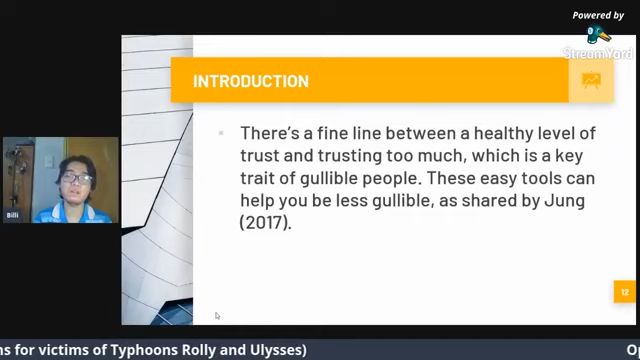 Powered by
StreamYard
INTRODUCTION
There's a fine line between a healthy level of
trust and trusting too much, which is a key
trait of gullible people. These easy tools can
help you be less gullible, as shared by Jung
(2017).
Billi
12
ns for victims of Typhoons Rolly and Ulysses)